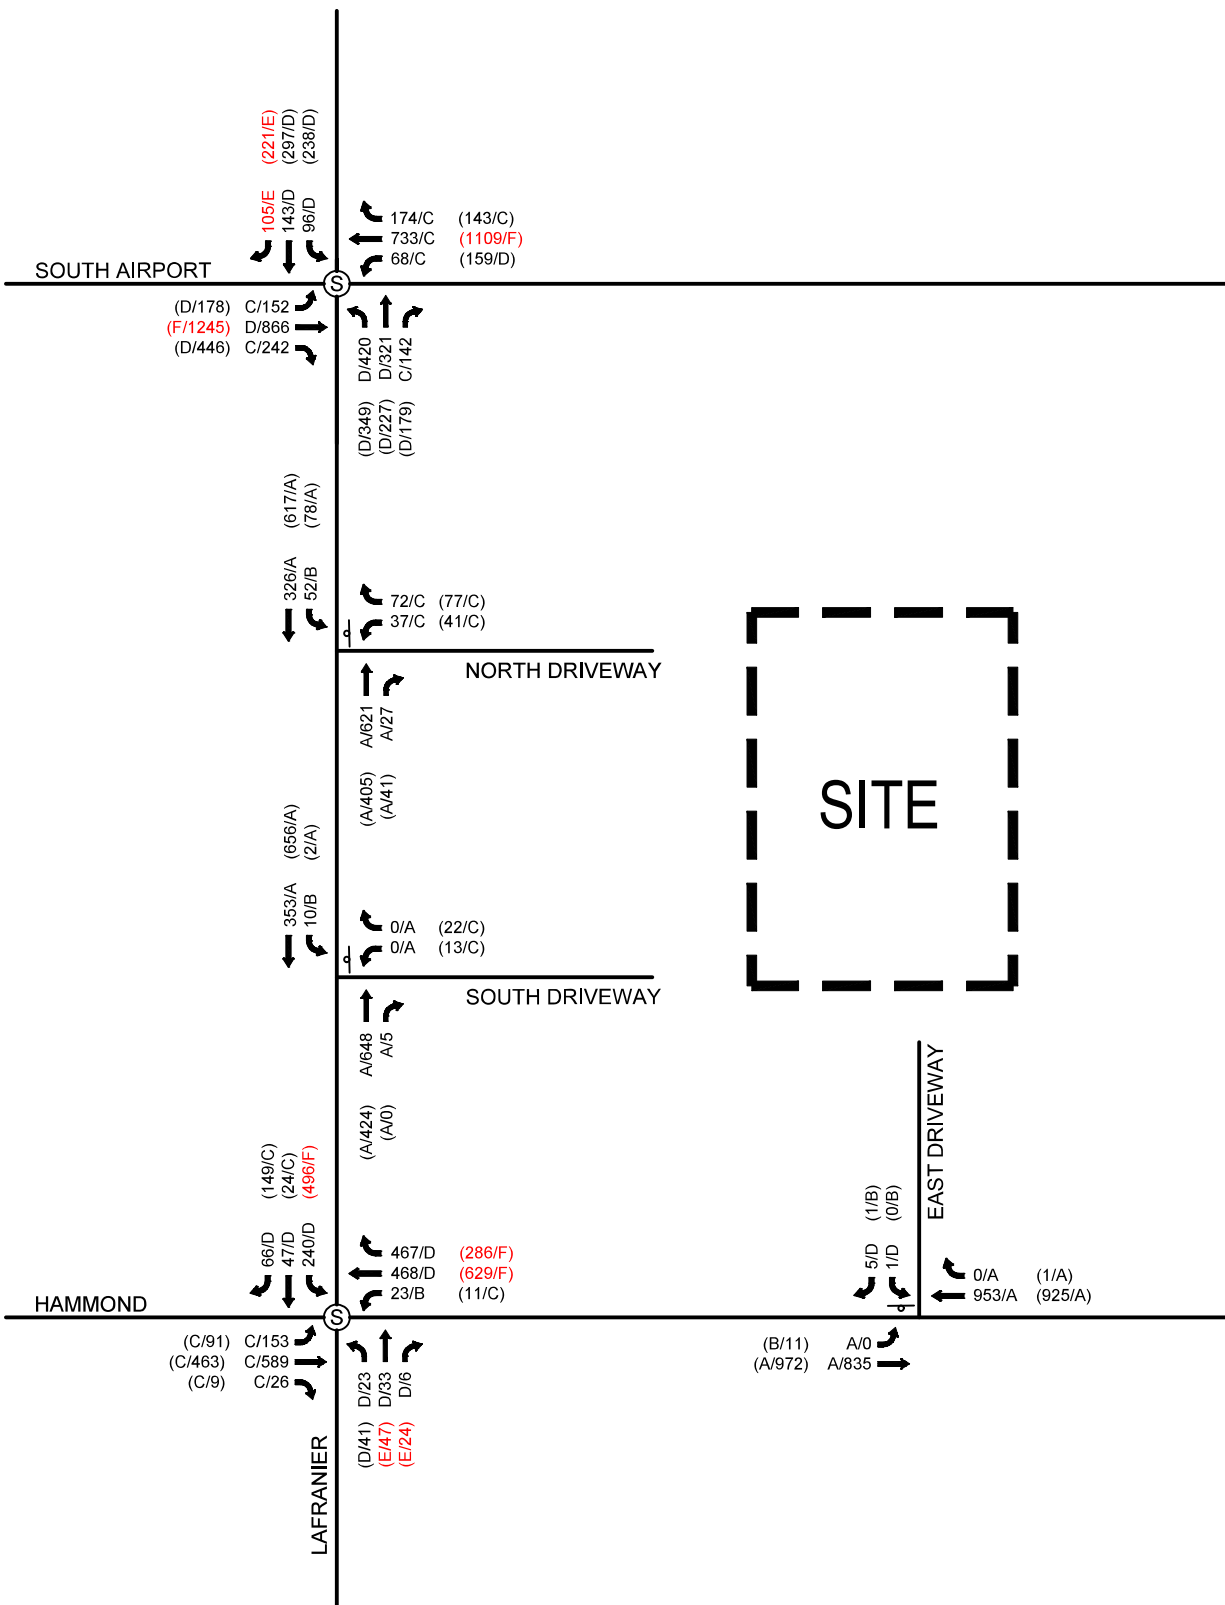 (221/E)
(297/D)
(238/D)
105/E
143/D
96/D
174/C (143/C)
733/C (1109/F)
68/C (159/D)
SOUTH AIRPORT
S
(D/178) C/152
(F/1245) D/866
(D/446) C/242
D/420
D/321
C/142
(D/349)
(D/227)
(D/179)
(617/A)
(78/A)
326/A
52/B
72/C (77/C)
37/C (41/C)
NORTH DRIVEWAY
A/621
A/27
(A/405)
(A/41)
SITE
(656/A)
(2/A)
353/A
10/B
0/A (22/C)
0/A (13/C)
SOUTH DRIVEWAY
A/648
A/5
(A/424)
(A/0)
EAST DRIVEWAY
(149/C)
(24/C)
(496/F)
66/D
47/D
240/D
467/D (286/F)
468/D (629/F)
23/B (11/C)
(1/B)
(0/B)
5/D
1/D
0/A (1/A)
953/A (925/A)
HAMMOND
S
(C/91) C/153
(C/463) C/589
(C/9) C/26
(B/11) A/0
(A/972) A/835
D/23
D/33
D/6
(D/41)
(E/47)
(E/24)
LAFRANIER